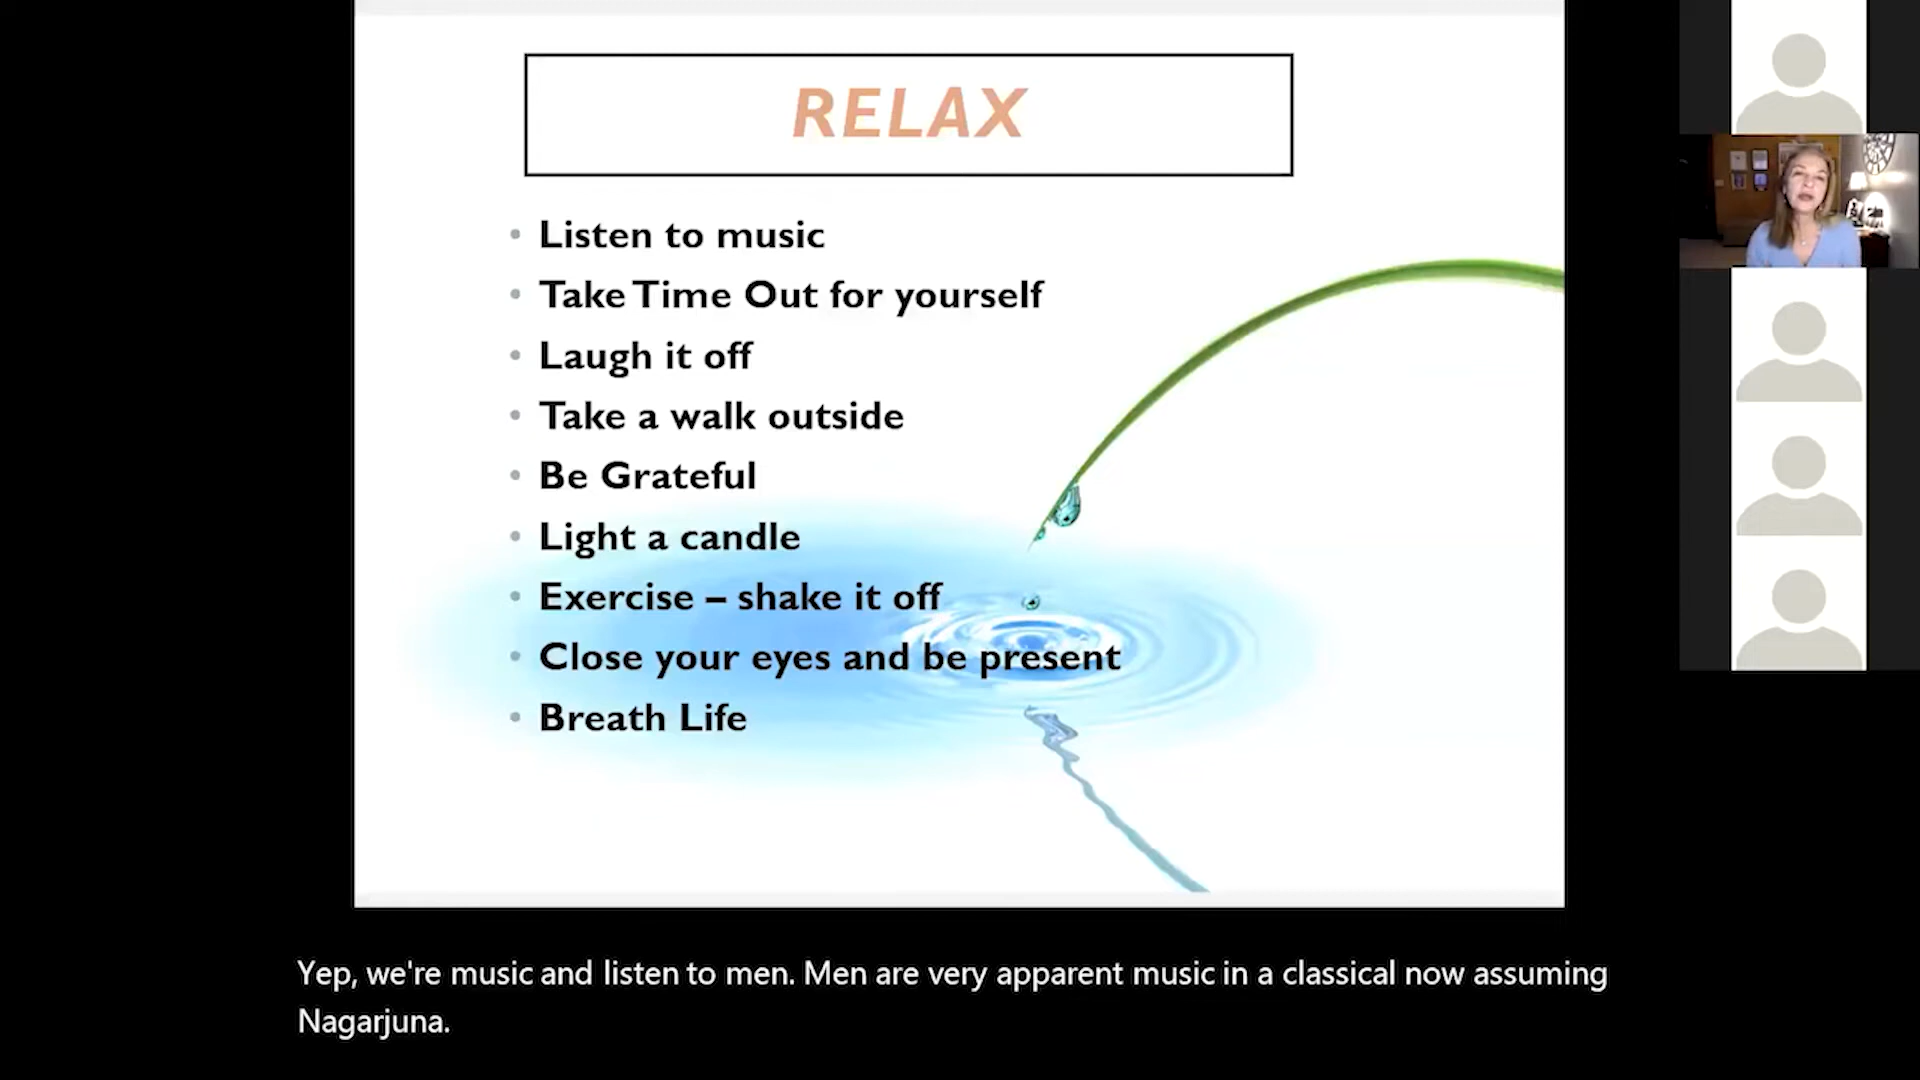 RELAX
Listen to music
Take Time Out for yourself
Laugh it off
Take a walk outside
Be Grateful
Light a candle
Exercise – shake it off
Close your eyes and be present
Breath Life
Yep, we're music and listen to men. Men are very apparent music in a classical now assuming
Nagarjuna.